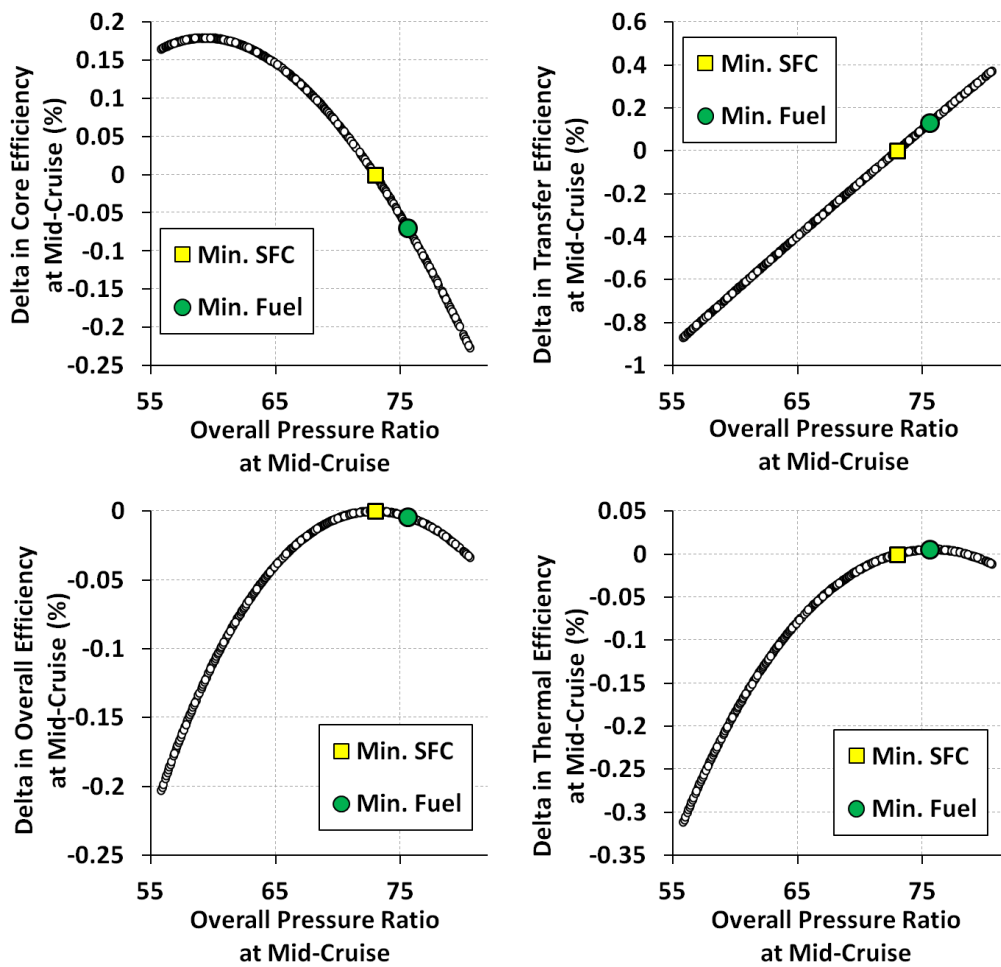 Delta in Core Efficiency
at Mid-Cruise (%)
0.2
0.15
0.1
0.05
0
-0.05
-0.1
-0.15
-0.2
-0.25
Min. SFC
Min. Fuel
55
65
75
Overall Pressure Ratio
at Mid-Cruise
Delta in Transfer Efficiency
at Mid-Cruise (%)
0.6
0.4
0.2
0
-0.2
-0.4
-0.6
-0.8
-1
Min. SFC
Min. Fuel
55
65
75
Overall Pressure Ratio
at Mid-Cruise
Delta in Overall Efficiency
at Mid-Cruise (%)
0
-0.05
-0.1
-0.15
-0.2
-0.25
Min. SFC
Min. Fuel
55
65
75
Overall Pressure Ratio
at Mid-Cruise
Delta in Thermal Efficiency
at Mid-Cruise (%)
0.05
0
-0.05
-0.1
-0.15
-0.2
-0.25
-0.3
-0.35
Min. SFC
Min. Fuel
55
65
75
Overall Pressure Ratio
at Mid-Cruise